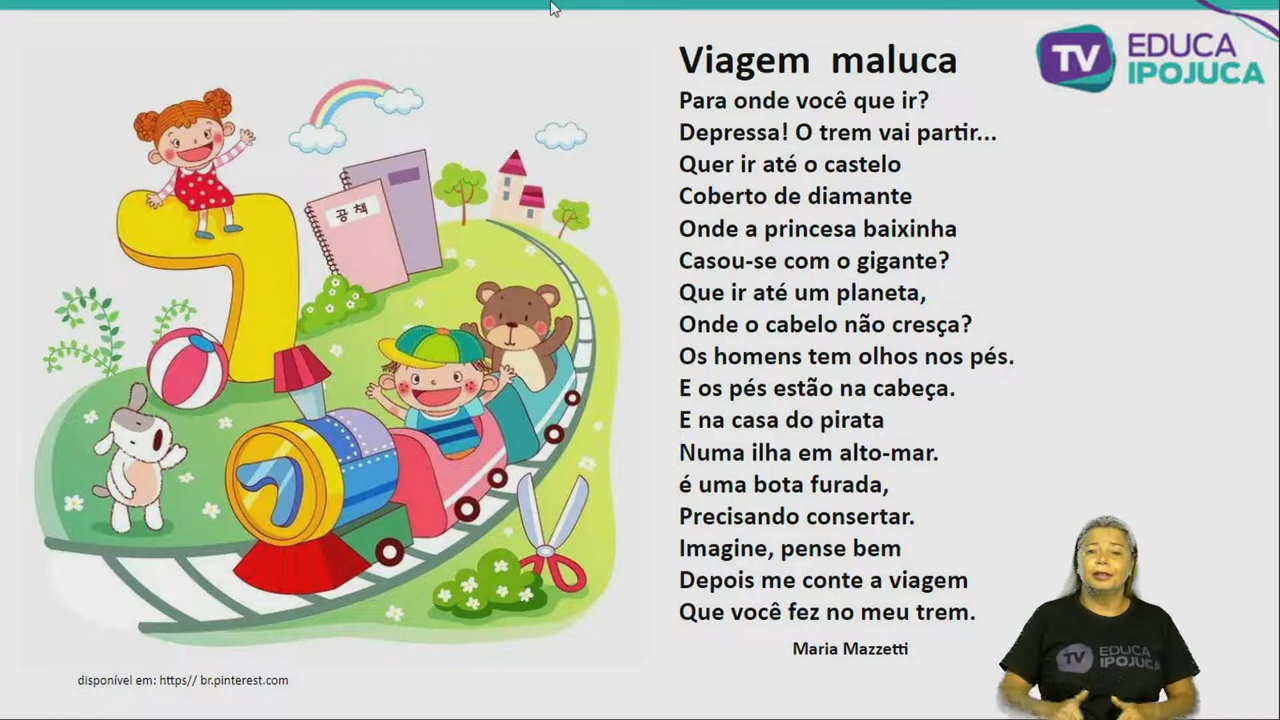 Viagem maluca
Para onde você que ir?
Depressa! O trem vai partir...
Quer ir até o castelo
Coberto de diamante
Onde a princesa baixinha
Casou-se com o gigante?
Que ir até um planeta,
Onde o cabelo não cresça?
Os homens tem olhos nos pés.
E os pés estão na cabeça.
E na casa do pirata
Numa ilha em alto-mar.
é uma bota furada,
Precisando consertar.
Imagine, pense bem
Depois me conte a viagem
Que você fez no meu trem.
Maria Mazzetti
disponível em: https// br.pinterest.com
TV EDUCA
IPOJUCA
공책
ㄱ
ㄱ
TV EDUCA
IPOJUCA